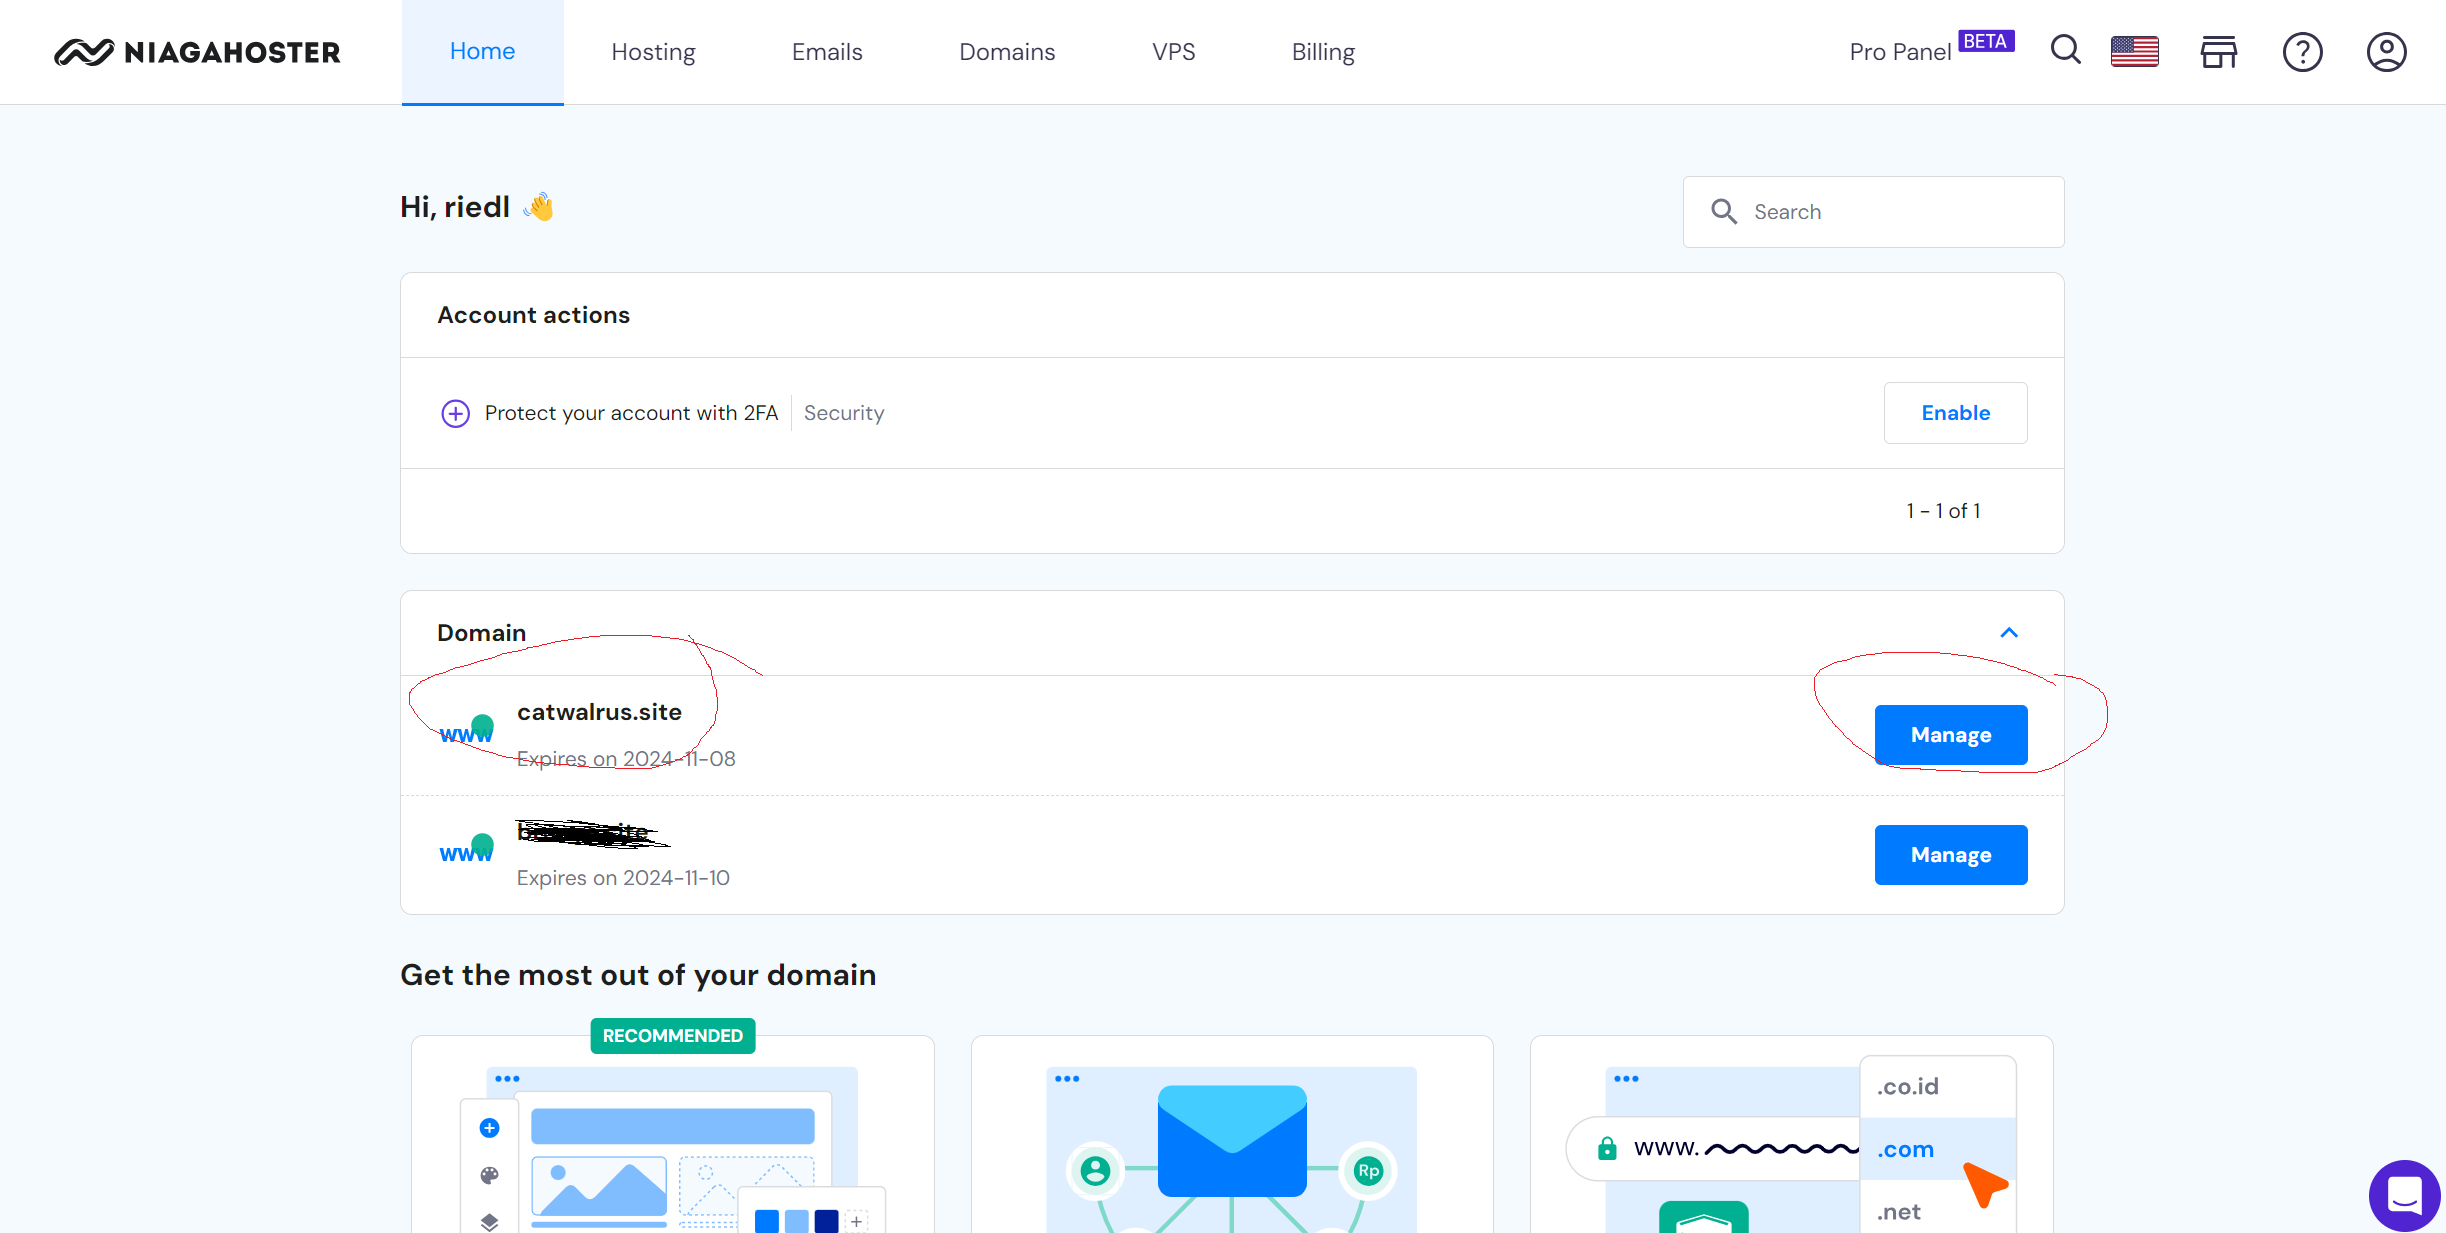 NIAGAHOSTER
Home
Hosting
Emails
Domains
VPS
Billing
Pro Panel BETA
Hi, riedl 👋
Search
Account actions
Protect your account with 2FA
Security
Enable
1 - 1 of 1
Domain
www
catwalrus.site
Expires on 2024-11-08
Manage
www
Expires on 2024-11-10
Manage
Get the most out of your domain
RECOMMENDED
Rp
www.
.co.id
.com
.net